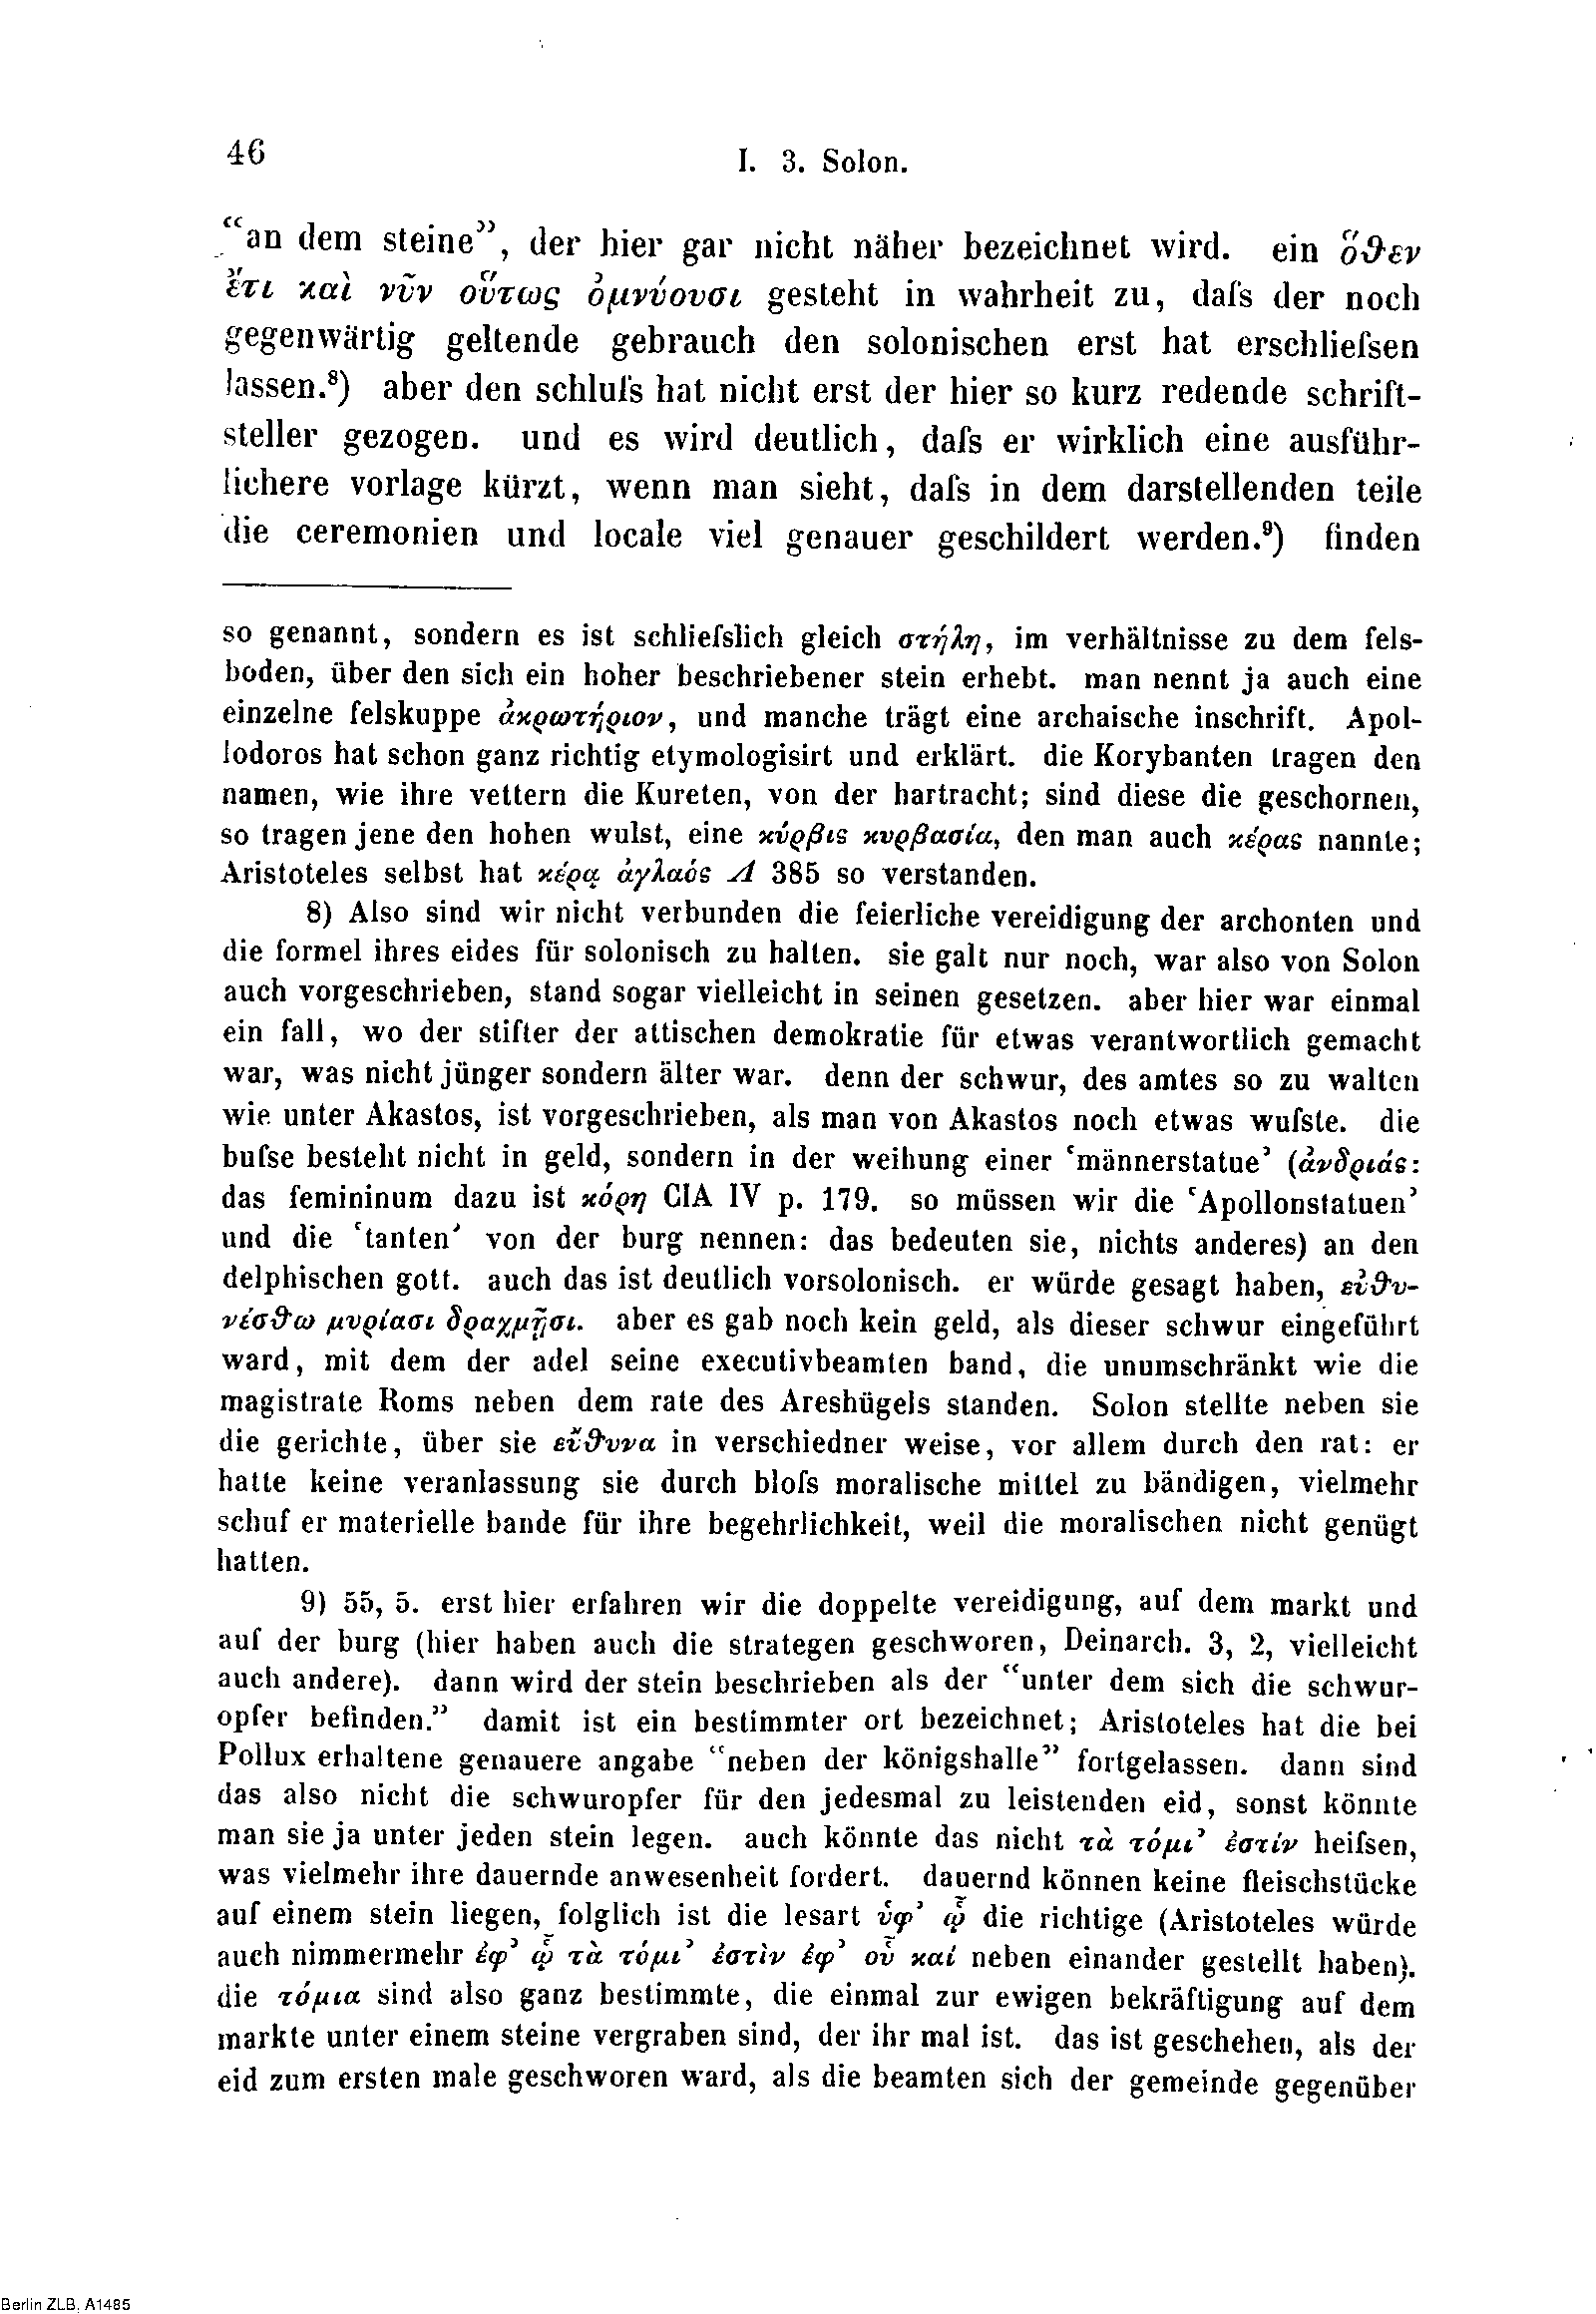 46
I. 3. Solon.
“an dem steine”, der hier gar nicht näher bezeichnet wird. ein ὅθεν
ἔτι καὶ νῦν οὕτως ὀμνύουσι gesteht in wahrheit zu, daſs der noch
gegenwärtig geltende gebrauch den solonischen erst hat erschlieſsen
lassen.⁸) aber den schluſs hat nicht erst der hier so kurz redende schrift-
steller gezogen. und es wird deutlich, daſs er wirklich eine ausführ-
lichere vorlage kürzt, wenn man sieht, daſs in dem darstellenden teile
die ceremonien und locale viel genauer geschildert werden.⁹) finden
so genannt, sondern es ist schlieſslich gleich στήλη, im verhältnisse zu dem fels-
boden, über den sich ein hoher beschriebener stein erhebt. man nennt ja auch eine
einzelne felskuppe ἀκρωτήριον, und manche trägt eine archaische inschrift. Apol-
lodoros hat schon ganz richtig etymologisirt und erklärt. die Korybanten tragen den
namen, wie ihre vettern die Kureten, von der hartracht; sind diese die geschornen,
so tragen jene den hohen wulst, eine κύρβις κυρβασία, den man auch κέρας nannte;
Aristoteles selbst hat κέρᾳ ἀγλαός Λ 385 so verstanden.
8) Also sind wir nicht verbunden die feierliche vereidigung der archonten und
die formel ihres eides für solonisch zu halten. sie galt nur noch, war also von Solon
auch vorgeschrieben, stand sogar vielleicht in seinen gesetzen. aber hier war einmal
ein fall, wo der stifter der attischen demokratie für etwas verantwortlich gemacht
war, was nicht jünger sondern älter war. denn der schwur, des amtes so zu walten
wie unter Akastos, ist vorgeschrieben, als man von Akastos noch etwas wuſste. die
buſse besteht nicht in geld, sondern in der weihung einer ‘männerstatue’ (ἀνδριάς:
das femininum dazu ist κόρη CIA IV p. 179. so müssen wir die ‘Apollonstatuen’
und die ‘tanten’ von der burg nennen: das bedeuten sie, nichts anderes) an den
delphischen gott. auch das ist deutlich vorsolonisch. er würde gesagt haben, εὐθυ-
νέσθω μυρίασι δραχμῇσι. aber es gab noch kein geld, als dieser schwur eingeführt
ward, mit dem der adel seine executivbeamten band, die unumschränkt wie die
magistrate Roms neben dem rate des Areshügels standen. Solon stellte neben sie
die gerichte, über sie εὔθυνα in verschiedner weise, vor allem durch den rat: er
hatte keine veranlassung sie durch bloſs moralische mittel zu bändigen, vielmehr
schuf er materielle bande für ihre begehrlichkeit, weil die moralischen nicht genügt
hatten.
9) 55, 5. erst hier erfahren wir die doppelte vereidigung, auf dem markt und
auf der burg (hier haben auch die strategen geschworen, Deinarch. 3, 2, vielleicht
auch andere). dann wird der stein beschrieben als der “unter dem sich die schwur-
opfer befinden.” damit ist ein bestimmter ort bezeichnet; Aristoteles hat die bei
Pollux erhaltene genauere angabe “neben der königshalle” fortgelassen. dann sind
das also nicht die schwuropfer für den jedesmal zu leistenden eid, sonst könnte
man sie ja unter jeden stein legen. auch könnte das nicht τὰ τόμι’ ἐστίν heiſsen,
was vielmehr ihre dauernde anwesenheit fordert. dauernd können keine fleischstücke
auf einem stein liegen, folglich ist die lesart ὑφ’ ᾧ die richtige (Aristoteles würde
auch nimmermehr ἐφ’ ᾧ τὰ τόμι’ ἐστὶν ἐφ’ οὗ καί neben einander gestellt haben).
die τόμια sind also ganz bestimmte, die einmal zur ewigen bekräftigung auf dem
markte unter einem steine vergraben sind, der ihr mal ist. das ist geschehen, als der
eid zum ersten male geschworen ward, als die beamten sich der gemeinde gegenüber
Berlin ZLB, A1485